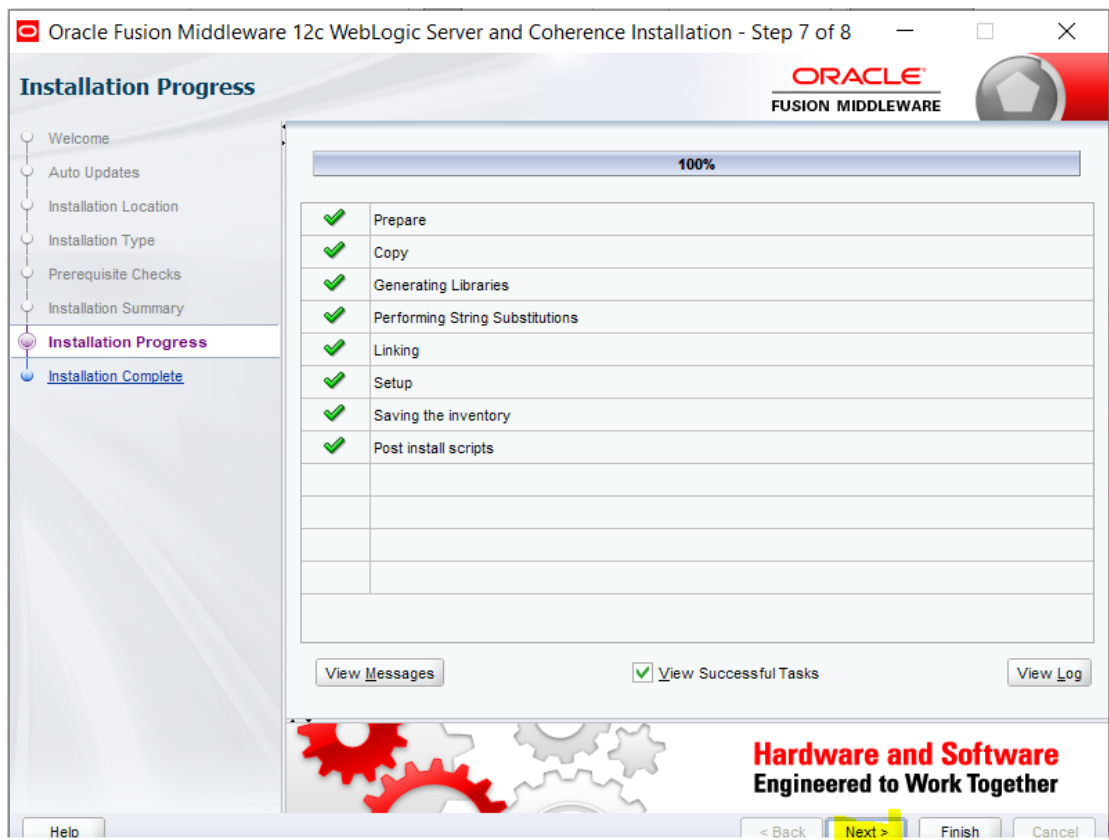 Oracle Fusion Middleware 12c WebLogic Server and Coherence Installation - Step 7 of 8
Installation Progress
ORACLE
FUSION MIDDLEWARE
Welcome
Auto Updates
Installation Location
Installation Type
Prerequisite Checks
Installation Summary
Installation Progress
Installation Complete
100%
Prepare
Copy
Generating Libraries
Performing String Substitutions
Linking
Setup
Saving the inventory
Post install scripts
View Messages
View Successful Tasks
View Log
Hardware and Software
Engineered to Work Together
Help
< Back
Next >
Finish
Cancel